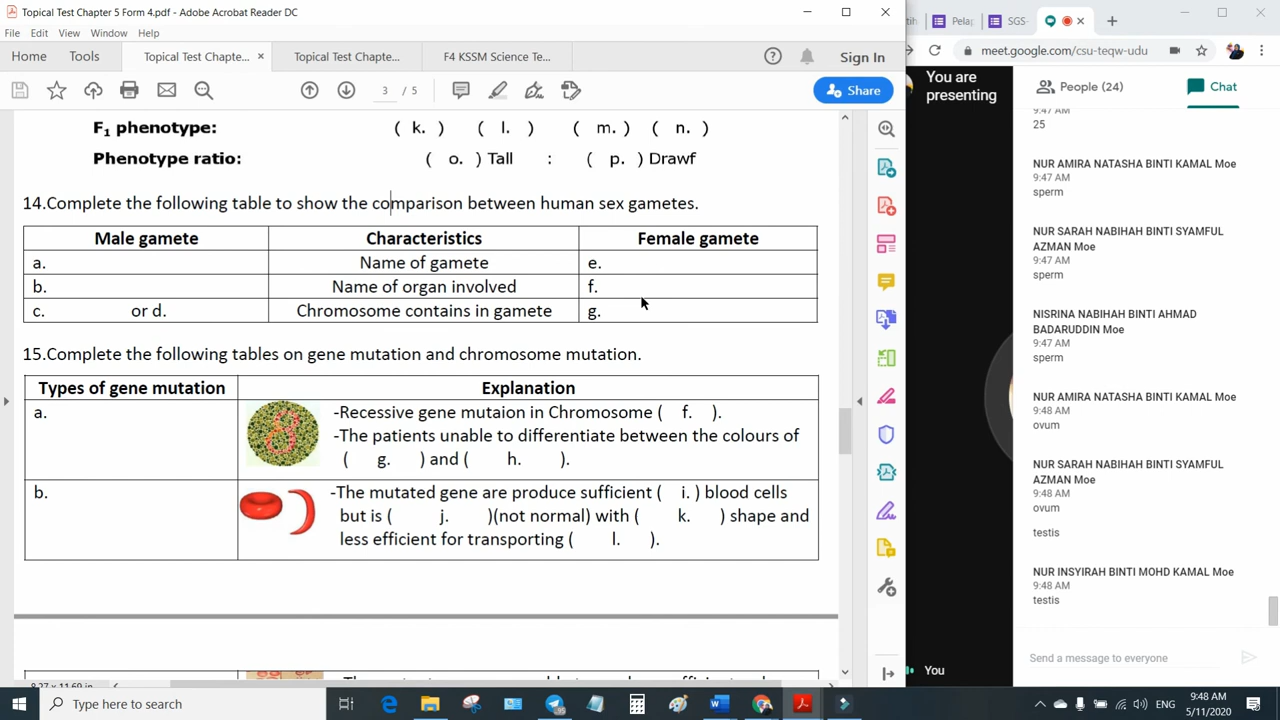 Topical Test Chapter 5 Form 4.pdf - Adobe Acrobat Reader DC
File Edit View Window Help
Home Tools Topical Test Chapte... × Topical Test Chapte... F4 KSSM Science Te... Sign In
3 / 5 Share
F1 phenotype: ( k. ) ( l. ) ( m. ) ( n. )
Phenotype ratio: ( o. ) Tall : ( p. ) Drawf
14.Complete the following table to show the comparison between human sex gametes.
Male gamete Characteristics Female gamete
a. Name of gamete e.
b. Name of organ involved f.
c. or d. Chromosome contains in gamete g.
15.Complete the following tables on gene mutation and chromosome mutation.
Types of gene mutation Explanation
a. -Recessive gene mutaion in Chromosome ( f. ).
-The patients unable to differentiate between the colours of
( g. ) and ( h. ).
b. -The mutated gene are produce sufficient ( i. ) blood cells
but is ( j. )(not normal) with ( k. ) shape and
less efficient for transporting ( l. ).
8.27 x 11.69 in
Pela
SGS-
meet.google.com/csu-teqw-udu
You are
presenting
People (24) Chat
9:47 AM
25
NUR AMIRA NATASHA BINTI KAMAL Moe
9:47 AM
sperm
NUR SARAH NABIHAH BINTI SYAMFUL
AZMAN Moe
9:47 AM
sperm
NISRINA NABIHAH BINTI AHMAD
BADARUDDIN Moe
9:47 AM
sperm
NUR AMIRA NATASHA BINTI KAMAL Moe
9:48 AM
ovum
NUR SARAH NABIHAH BINTI SYAMFUL
AZMAN Moe
9:48 AM
ovum
testis
NUR INSYIRAH BINTI MOHD KAMAL Moe
9:48 AM
testis
Send a message to everyone
You
Type here to search
ENG
9:48 AM
5/11/2020